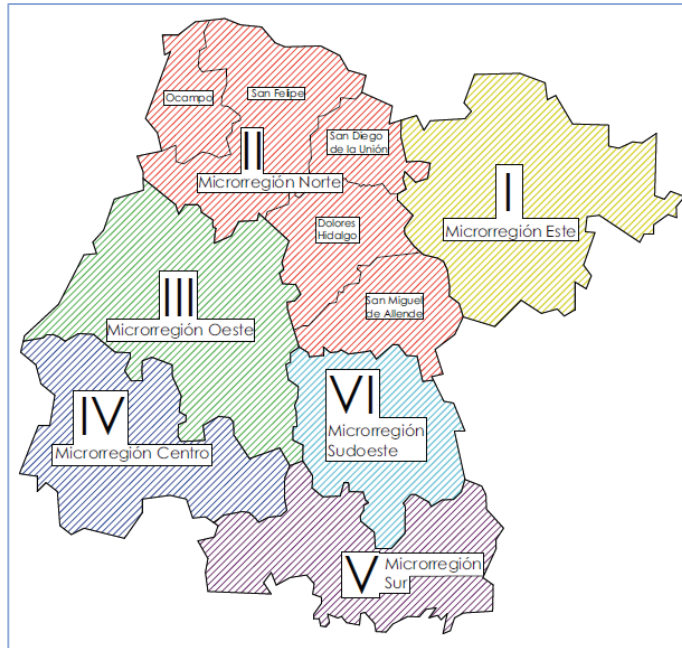 Ocampo
San Felipe
San Diego
de la Unión
II
Microrregión Norte
I
Microrregión Este
Dolores
Hidalgo
San Miguel
de Allende
III
Microrregión Oeste
IV
Microrregión Centro
VI
Microrregión
Sudoeste
V
Microrregión
Sur